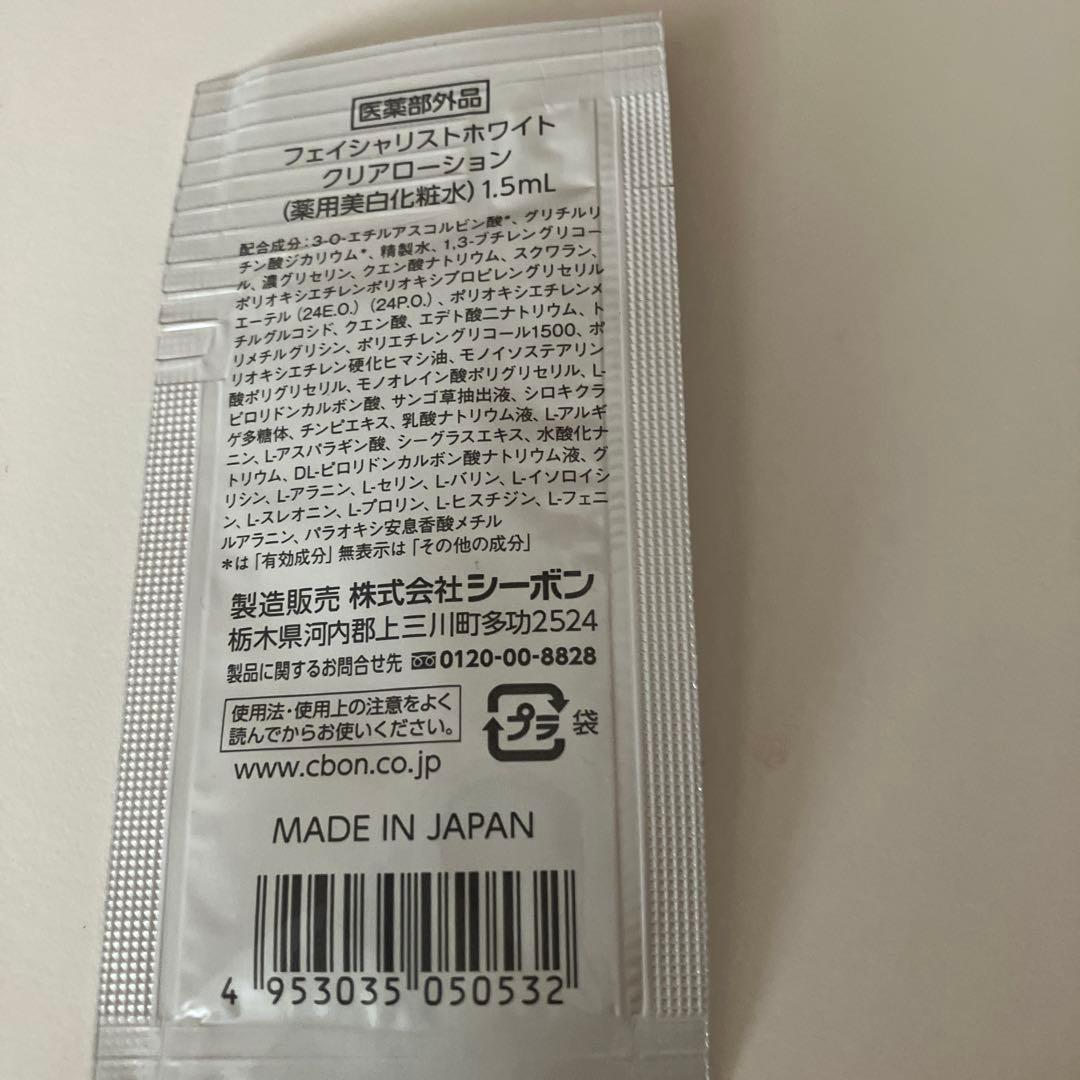 医薬部外品
フェイシャリストホワイト
クリアローション
(薬用美白化粧水) 1.5mL
配合成分:3-O-エチルアスコルビン酸*、グリチルリ
チン酸ジカリウム*、精製水、1,3-ブチレングリコー
ル、濃グリセリン、クエン酸ナトリウム、スクワラン、
ポリオキシエチレンポリオキシプロピレングリセリル
エーテル (24E.O.) (24P.O.)、ポリオキシエチレンメ
チルグルコシド、クエン酸、エデト酸二ナトリウム、ト
リメチルグリシン、ポリエチレングリコール1500、ポ
リオキシエチレン硬化ヒマシ油、モノイソステアリン
酸ポリグリセリル、モノオレイン酸ポリグリセリル、L-
ピロリドンカルボン酸、サンゴ草抽出液、シロキクラ
ゲ多糖体、チンピエキス、乳酸ナトリウム液、L-アルギ
ニン、L-アスパラギン酸、シーグラスエキス、水酸化ナ
トリウム、DL-ピロリドンカルボン酸ナトリウム液、グ
リシン、L-アラニン、L-セリン、L-バリン、L-イソロイシ
ン、L-スレオニン、L-プロリン、L-ヒスチジン、L-フェニ
ルアラニン、パラオキシ安息香酸メチル
*は「有効成分」無表示は「その他の成分」
製造販売 株式会社シーボン
栃木県河内郡上三川町多功2524
製品に関するお問合せ先 0120-00-8828
使用法・使用上の注意をよく
読んでからお使いください。
プラ 袋
www.cbon.co.jp
MADE IN JAPAN
4 953035 050532